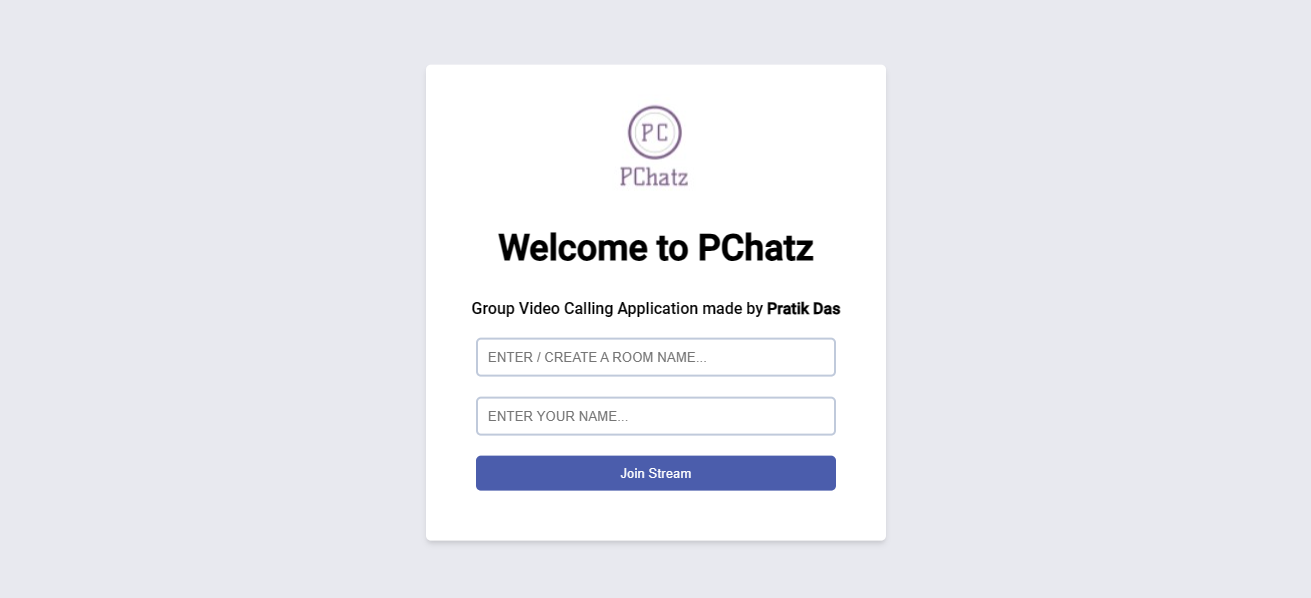 PC
PChatz
Welcome to PChatz
Group Video Calling Application made by Pratik Das
ENTER / CREATE A ROOM NAME...
ENTER YOUR NAME...
Join Stream